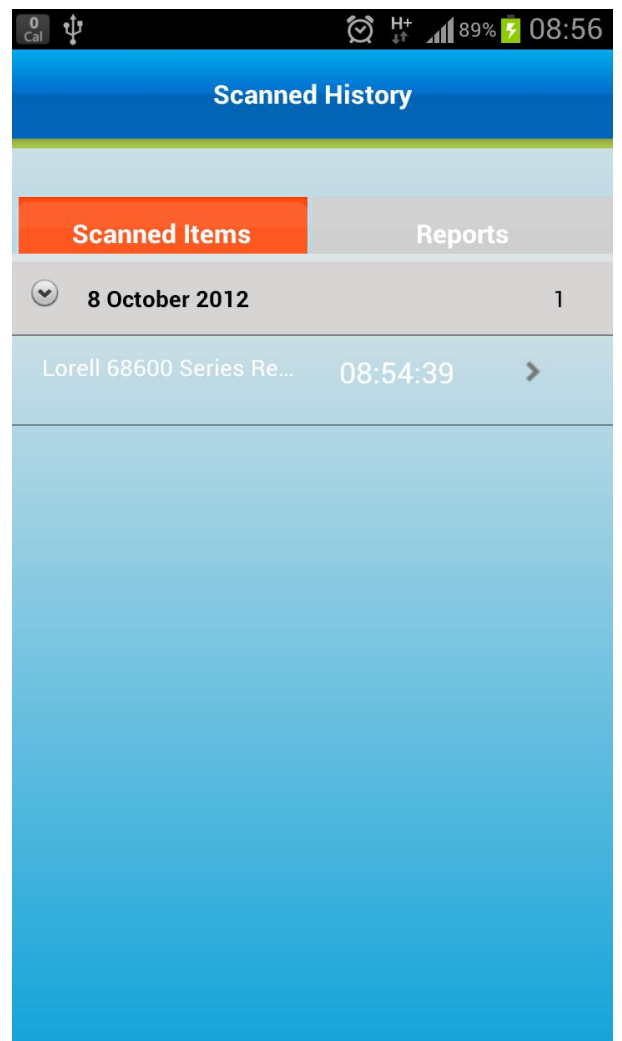 0
Cal
H+
89%
08:56
Scanned History
Scanned Items Reports
8 October 2012 1
Lorell 68600 Series Re... 08:54:39